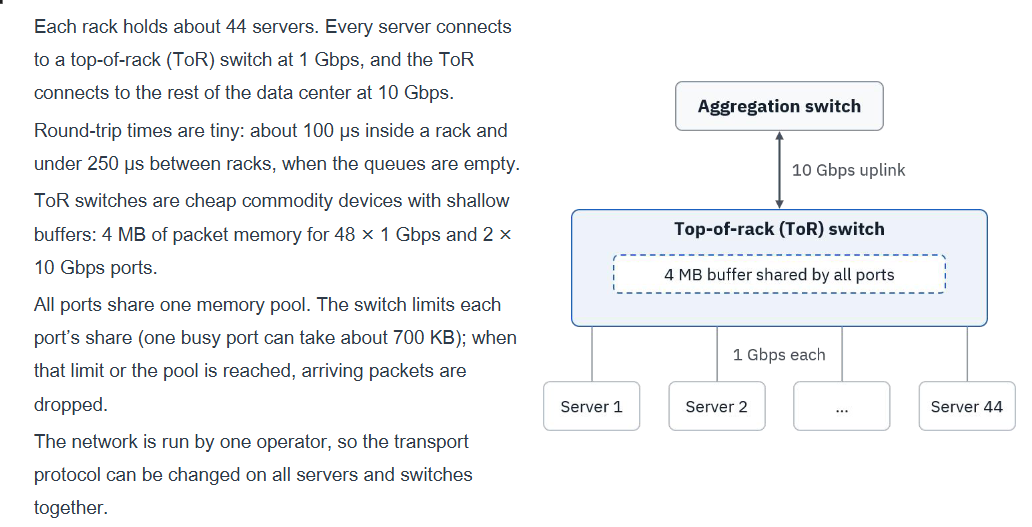 Each rack holds about 44 servers. Every server connects
to a top-of-rack (ToR) switch at 1 Gbps, and the ToR
connects to the rest of the data center at 10 Gbps.
Round-trip times are tiny: about 100 µs inside a rack and
under 250 µs between racks, when the queues are empty.
ToR switches are cheap commodity devices with shallow
buffers: 4 MB of packet memory for 48 × 1 Gbps and 2 ×
10 Gbps ports.
All ports share one memory pool. The switch limits each
port’s share (one busy port can take about 700 KB); when
that limit or the pool is reached, arriving packets are
dropped.
The network is run by one operator, so the transport
protocol can be changed on all servers and switches
together.
Aggregation switch
10 Gbps uplink
Top-of-rack (ToR) switch
4 MB buffer shared by all ports
1 Gbps each
Server 1
Server 2
...
Server 44